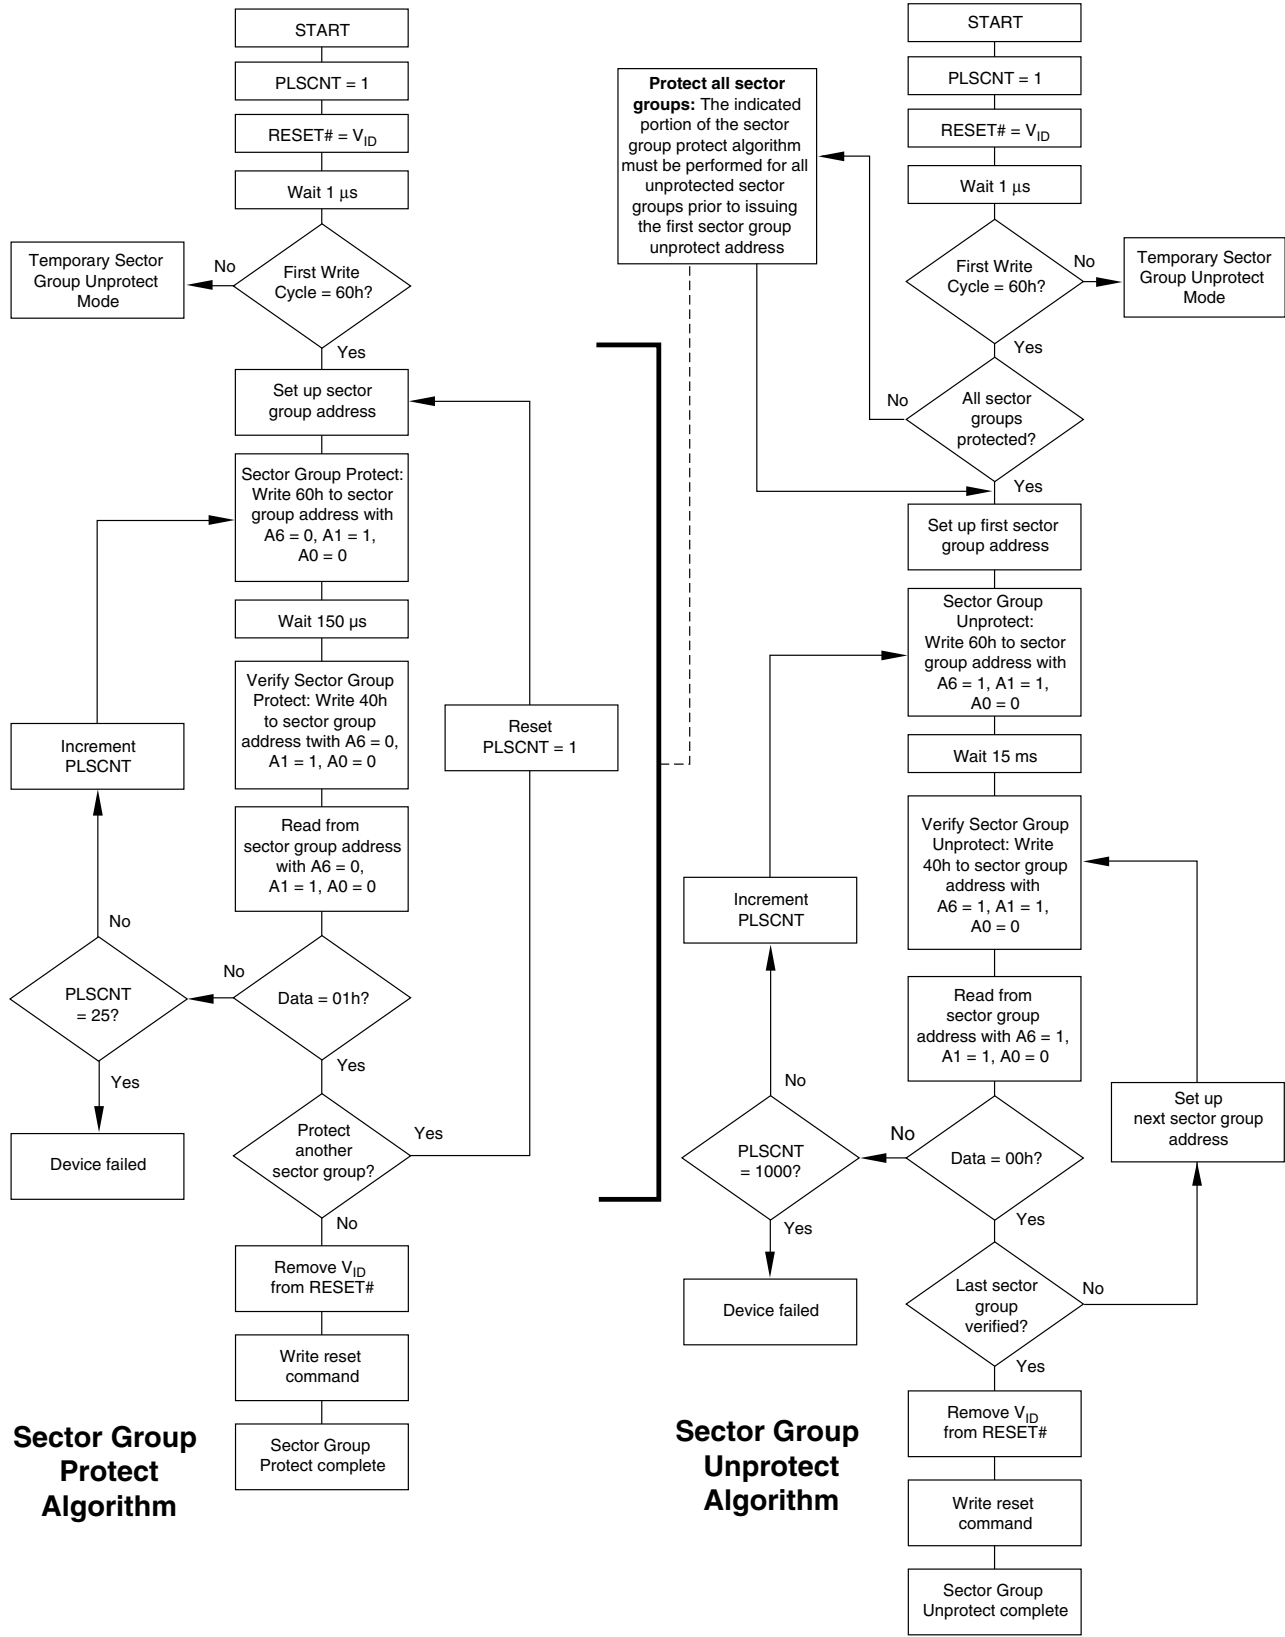 START
PLSCNT = 1
RESET# = VID
Wait 1 μs
First Write
Cycle = 60h?
No
Temporary Sector
Group Unprotect
Mode
Yes
Set up sector
group address
Sector Group Protect:
Write 60h to sector
group address with
A6 = 0, A1 = 1,
A0 = 0
Wait 150 µs
Verify Sector Group
Protect: Write 40h
to sector group
address twith A6 = 0,
A1 = 1, A0 = 0
Reset
PLSCNT = 1
Increment
PLSCNT
Read from
sector group address
with A6 = 0,
A1 = 1, A0 = 0
No
No
PLSCNT
= 25?
Data = 01h?
Yes
Yes
Device failed
Protect
another
sector group?
Yes
No
Remove VID
from RESET#
Write reset
command
Sector Group
Protect complete
Sector Group
Protect
Algorithm
START
PLSCNT = 1
Protect all sector
groups: The indicated
portion of the sector
group protect algorithm
must be performed for all
unprotected sector
groups prior to issuing
the first sector group
unprotect address
RESET# = VID
Wait 1 μs
First Write
Cycle = 60h?
No
Temporary Sector
Group Unprotect
Mode
Yes
No
All sector
groups
protected?
Yes
Set up first sector
group address
Sector Group
Unprotect:
Write 60h to sector
group address with
A6 = 1, A1 = 1,
A0 = 0
Wait 15 ms
Verify Sector Group
Unprotect: Write
40h to sector group
address with
A6 = 1, A1 = 1,
A0 = 0
Increment
PLSCNT
Read from
sector group
address with A6 = 1,
A1 = 1, A0 = 0
No
Set up
next sector group
address
No
PLSCNT
= 1000?
Data = 00h?
Yes
Yes
Device failed
Last sector
group
verified?
No
Yes
Remove VID
from RESET#
Write reset
command
Sector Group
Unprotect complete
Sector Group
Unprotect
Algorithm